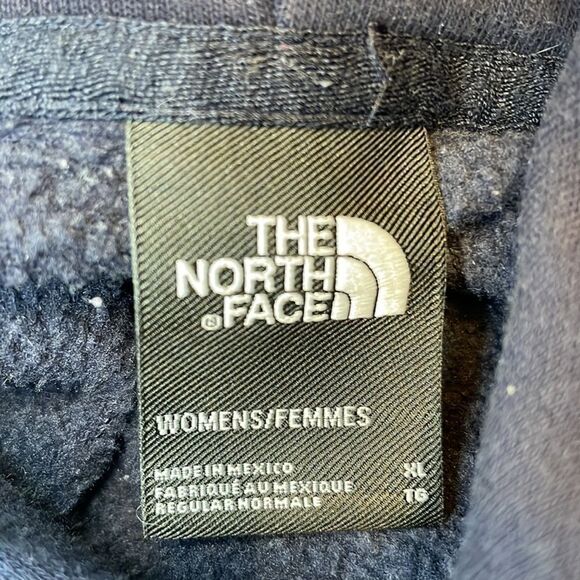 THE
NORTH
®FACE
WOMENS/FEMMES
MADE IN MEXICO XL
FABRIQUÉ AU MEXIQUE TG
REGULAR NORMALE